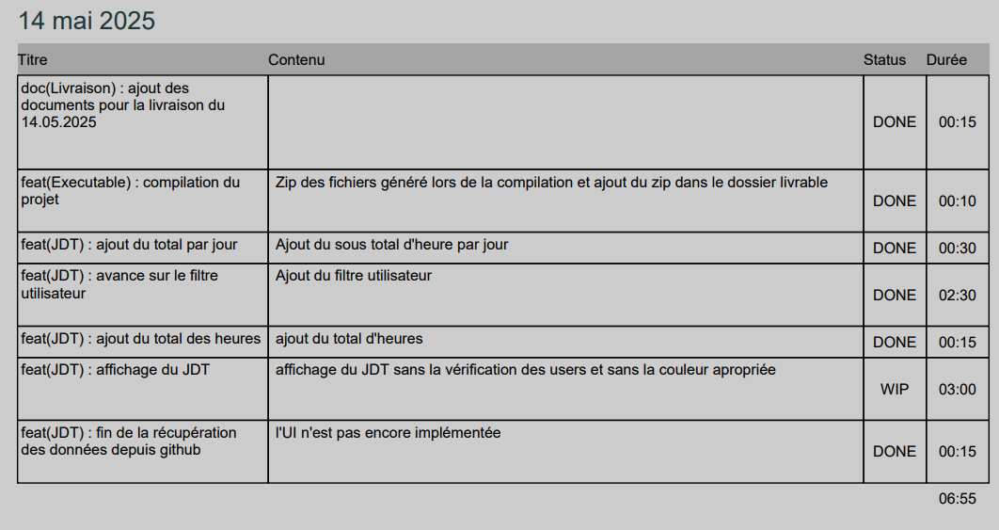 14 mai 2025
Titre Contenu Status Durée
doc(Livraison) : ajout des
documents pour la livraison du
14.05.2025
DONE 00:15
feat(Executable) : compilation du
projet
Zip des fichiers généré lors de la compilation et ajout du zip dans le dossier livrable
DONE 00:10
feat(JDT) : ajout du total par jour
Ajout du sous total d'heure par jour
DONE 00:30
feat(JDT) : avance sur le filtre
utilisateur
Ajout du filtre utilisateur
DONE 02:30
feat(JDT) : ajout du total des heures
ajout du total d'heures
DONE 00:15
feat(JDT) : affichage du JDT
affichage du JDT sans la vérification des users et sans la couleur apropriée
WIP 03:00
feat(JDT) : fin de la récupération
des données depuis github
l'UI n'est pas encore implémentée
DONE 00:15
06:55